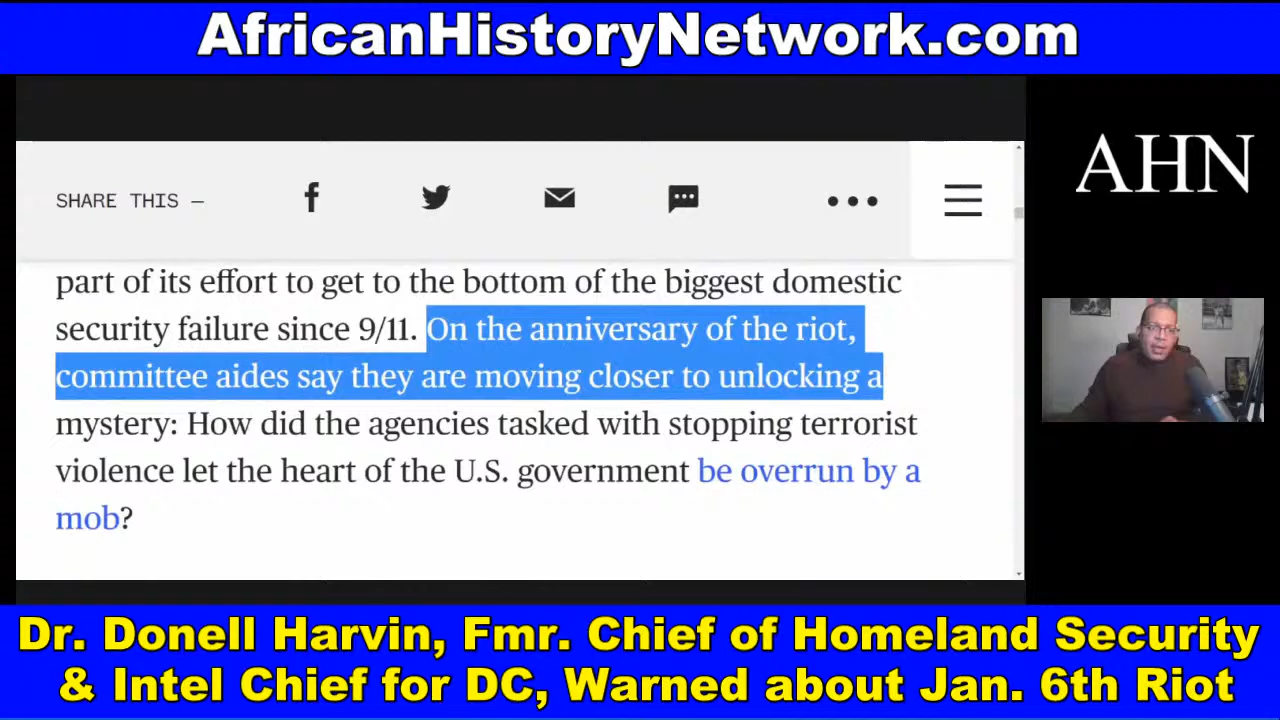 AfricanHistoryNetwork.com
AHN
SHARE THIS —
part of its effort to get to the bottom of the biggest domestic
security failure since 9/11. On the anniversary of the riot,
committee aides say they are moving closer to unlocking a
mystery: How did the agencies tasked with stopping terrorist
violence let the heart of the U.S. government be overrun by a
mob?
Dr. Donell Harvin, Fmr. Chief of Homeland Security
& Intel Chief for DC, Warned about Jan. 6th Riot